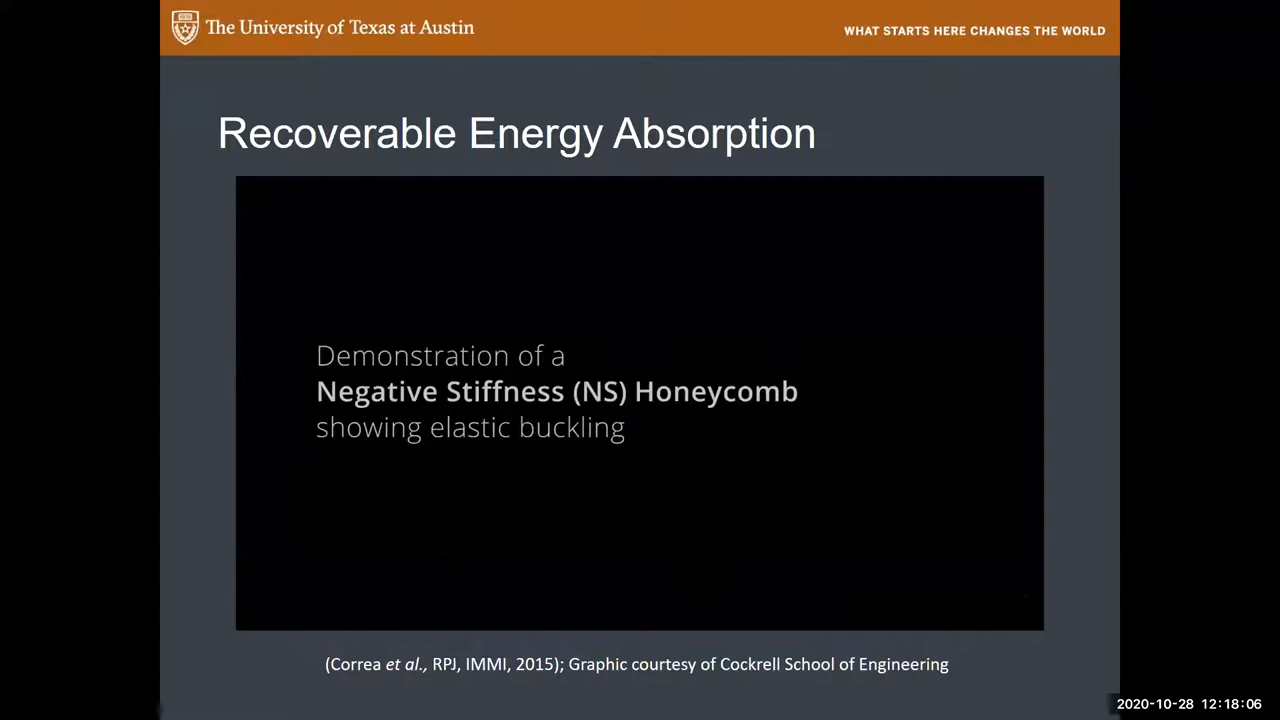 The University of Texas at Austin
WHAT STARTS HERE CHANGES THE WORLD
Recoverable Energy Absorption
Demonstration of a
Negative Stiffness (NS) Honeycomb
showing elastic buckling
(Correa et al., RPJ, IMMI, 2015); Graphic courtesy of Cockrell School of Engineering
2020-10-28 12:18:06